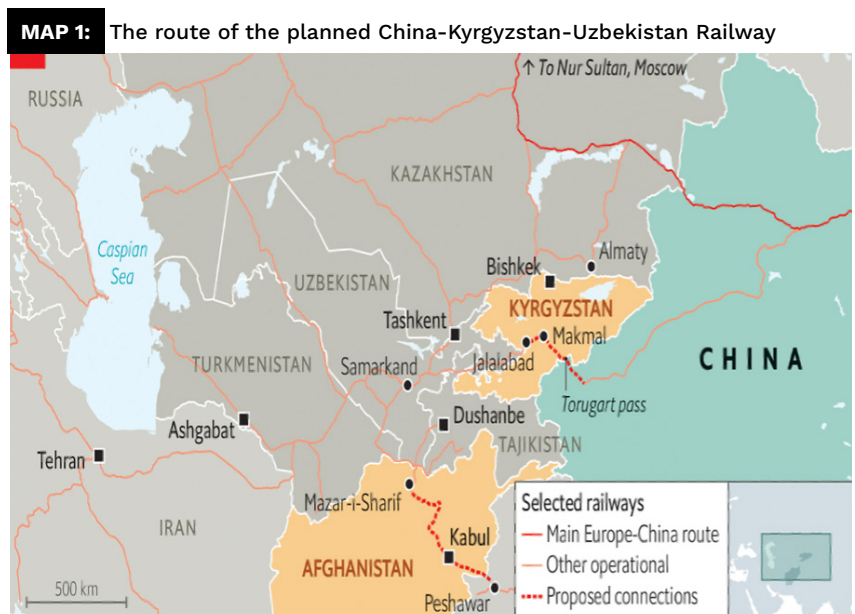 MAP 1: The route of the planned China-Kyrgyzstan-Uzbekistan Railway
↑ To Nur Sultan, Moscow
RUSSIA
KAZAKHSTAN
Caspian
Sea
Almaty
Bishkek
UZBEKISTAN
KYRGYZSTAN
Tashkent
Makmal
Jalalabad
CHINA
Samarkand
TURKMENISTAN
Torugart pass
Dushanbe
Ashgabat
TAJIKISTAN
Tehran
Mazar-i-Sharif
IRAN
Kabul
AFGHANISTAN
Peshawar
500 km
Selected railways
Main Europe-China route
Other operational
Proposed connections